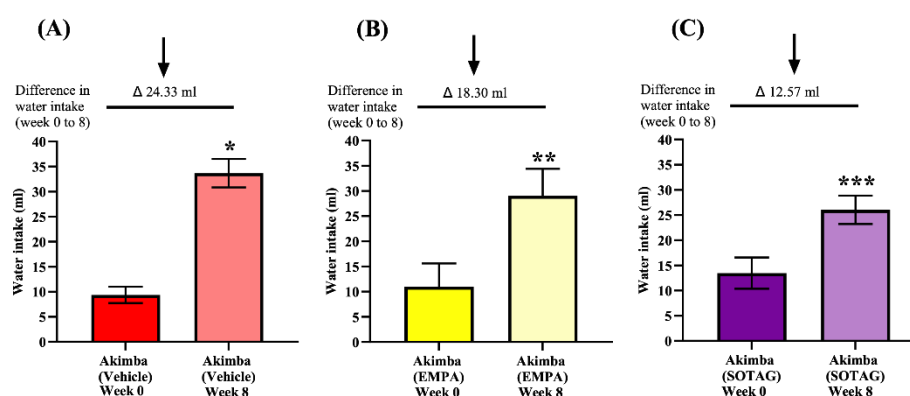 (A)
Difference in
water intake
(week 0 to 8)
Δ 24.33 ml
*
Water intake (ml)
40
35
30
25
20
15
10
5
0
Akimba
(Vehicle)
Week 0
Akimba
(Vehicle)
Week 8
(B)
Difference in
water intake
(week 0 to 8)
Δ 18.30 ml
**
Water intake (ml)
40
35
30
25
20
15
10
5
0
Akimba
(EMPA)
Week 0
Akimba
(EMPA)
Week 8
(C)
Difference in
water intake
(week 0 to 8)
Δ 12.57 ml
***
Water intake (ml)
40
35
30
25
20
15
10
5
0
Akimba
(SOTAG)
Week 0
Akimba
(SOTAG)
Week 8